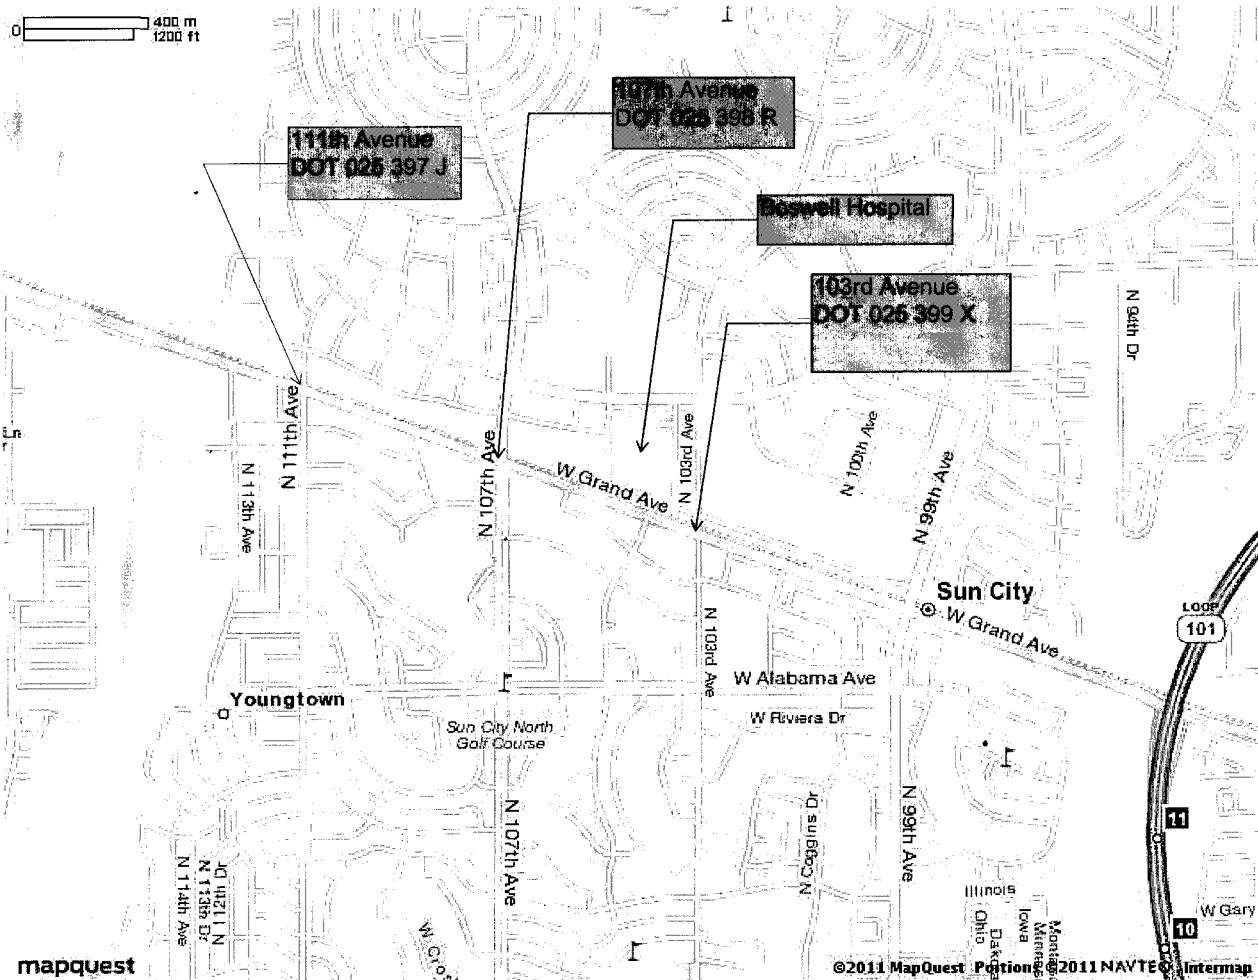 0
400 m
1200 ft
107th Avenue
DOT 025 398 R
111th Avenue
DOT 025 397 J
Boswell Hospital
103rd Avenue
DOT 025 399 X
N 94th Dr
Ln
N 111th Ave
N 113th Ave
N 107th Ave
W Grand Ave
N 103rd Ave
N 100th Ave
N 99th Ave
Sun City
W Grand Ave
LOOP
101
N 103rd Ave
W Alabama Ave
W Riviera Dr
Youngtown
Sun City North
Golf Course
N 107th Ave
N Coggins Dr
N 99th Ave
11
N 114th Ave
N 113th Dr
N 112th Dr
Illinois
Ohio
Iowa
W Gary
10
mapquest
©2011 MapQuest Portions ©2011 NAVTEQ, Intermap